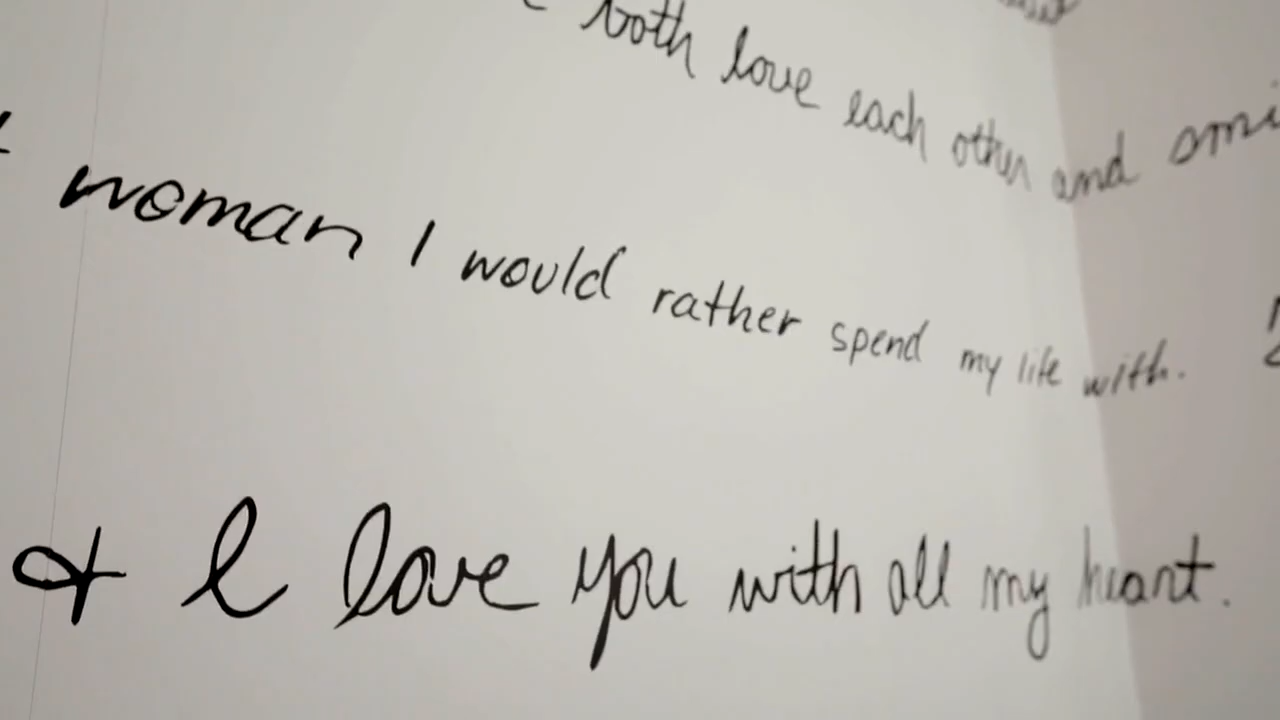 both love each other and
woman I would rather spend my life with.
& I love you with all my heart.